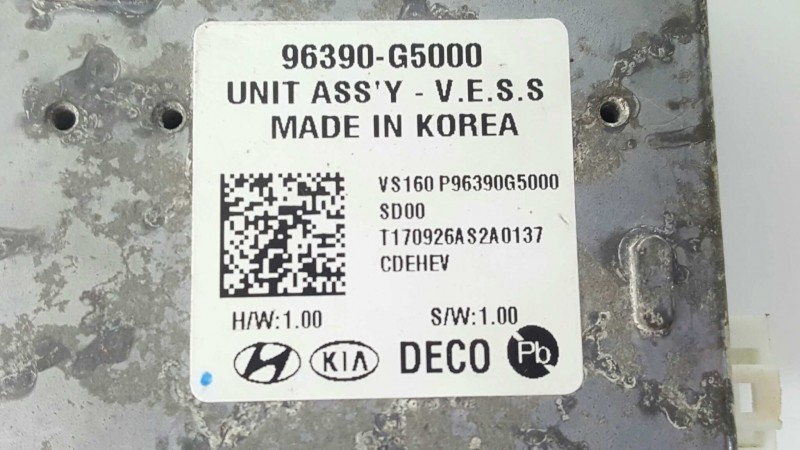 96390-G5000
UNIT ASS'Y - V.E.S.S
MADE IN KOREA
VS160 P96390G5000
SD00
T170926AS2A0137
CDEHEV
H/W:1.00 S/W:1.00
KIA DECO Pb